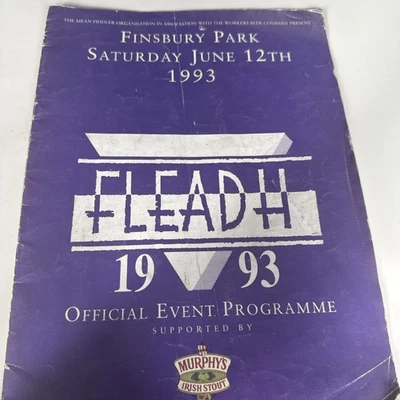 THE MEAN FIDDLER ORGANISATION IN ASSOCIATION WITH THE WORKERS BEER COMPANY PRESENT
FINSBURY PARK
SATURDAY JUNE 12TH
1993
FLEADH
19 93
OFFICIAL EVENT PROGRAMME
SUPPORTED BY
MURPHY'S
IRISH STOUT